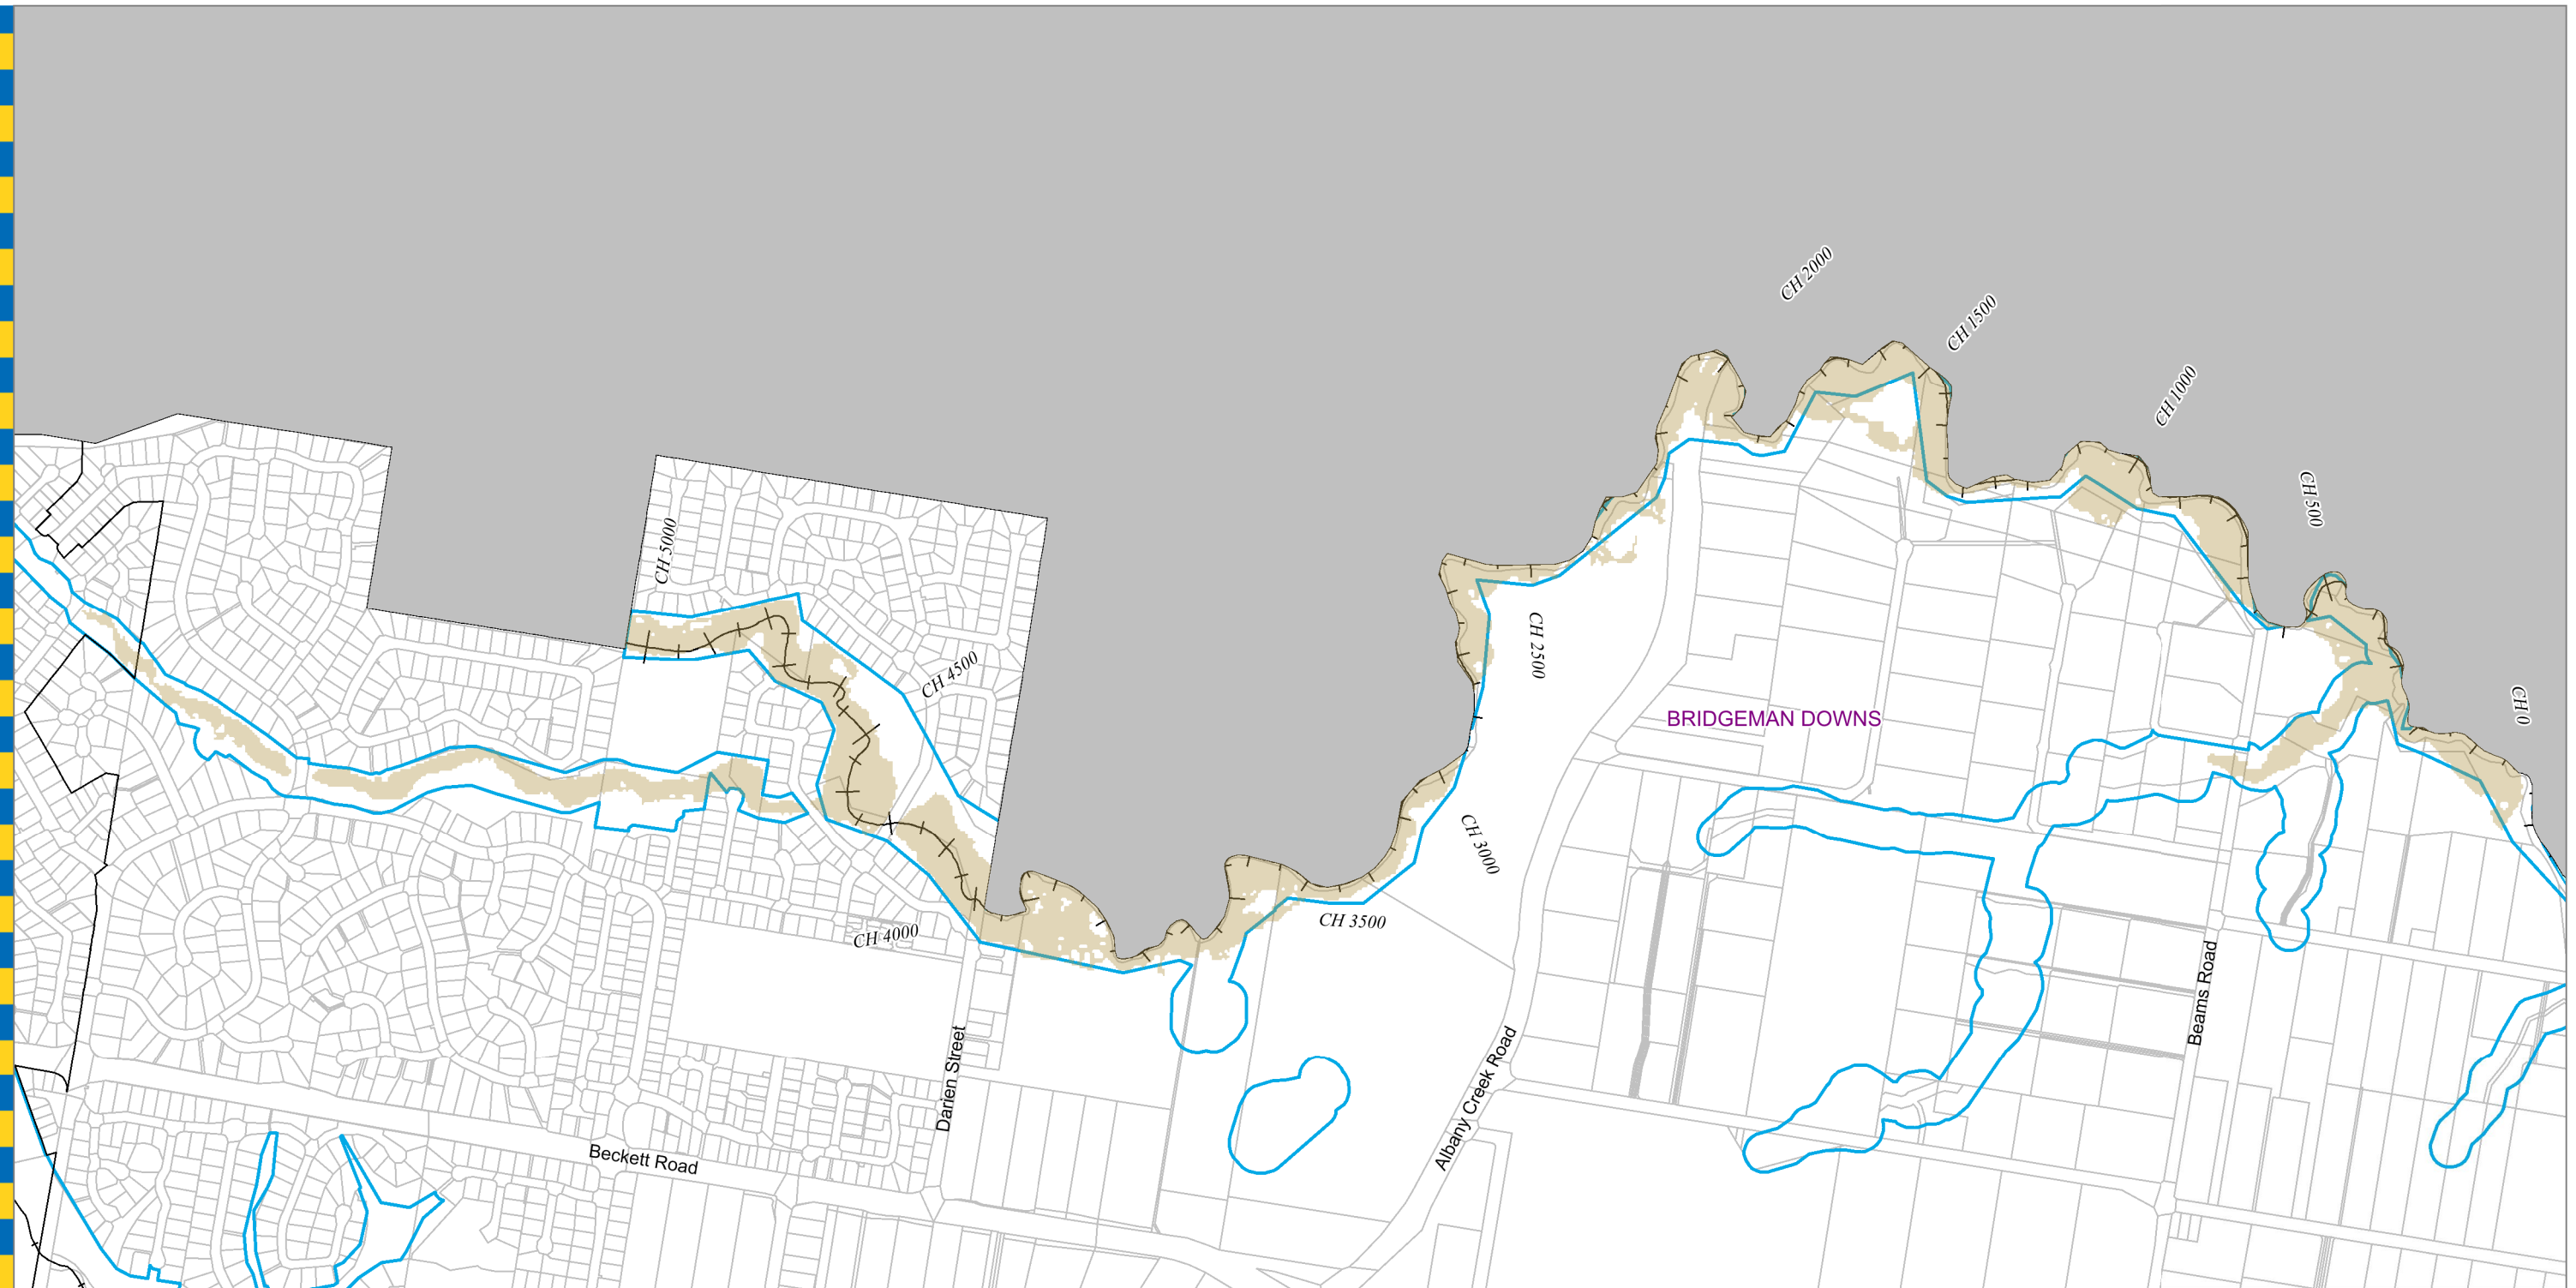 CH 2000
CH 1500
CH 1000
CH 500
CH 5000
CH 4500
CH 2500
CH 0
BRIDGEMAN DOWNS
CH 3000
CH 3500
CH 4000
Beams Road
Darien Street
Albany Creek Road
Beckett Road